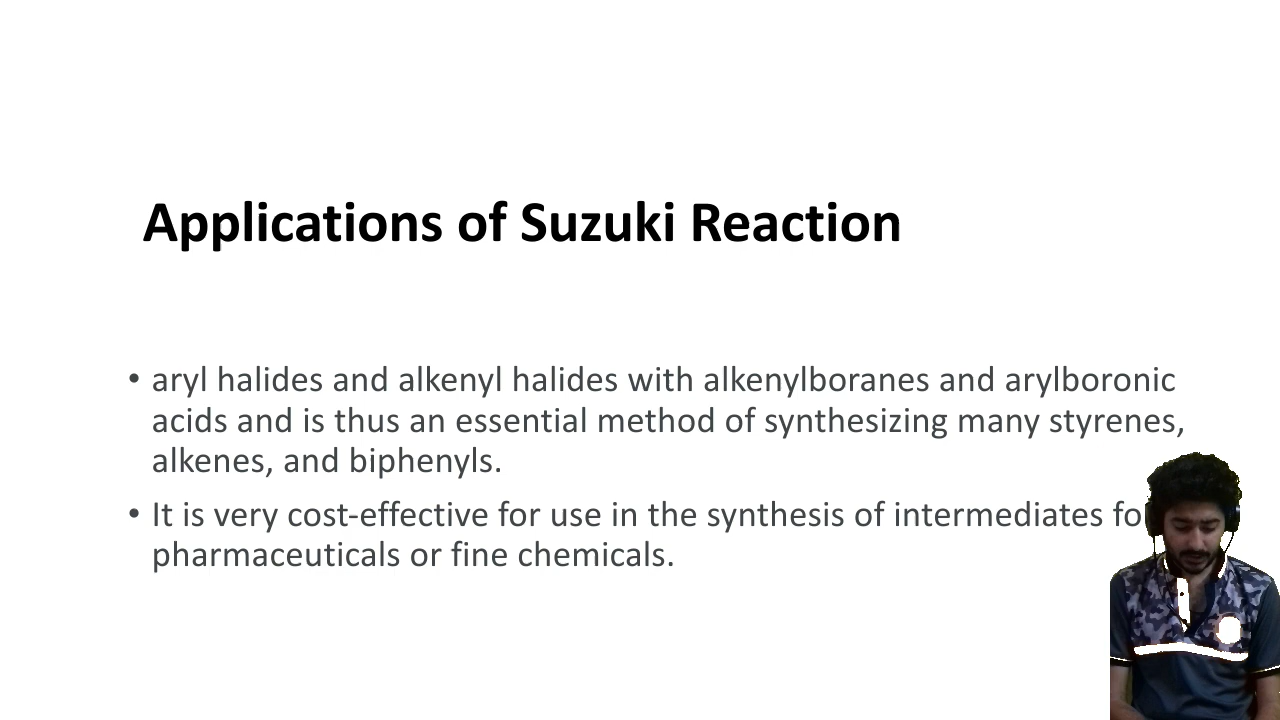 Applications of Suzuki Reaction
• aryl halides and alkenyl halides with alkenylboranes and arylboronic
acids and is thus an essential method of synthesizing many styrenes,
alkenes, and biphenyls.
• It is very cost-effective for use in the synthesis of intermediates fo
pharmaceuticals or fine chemicals.